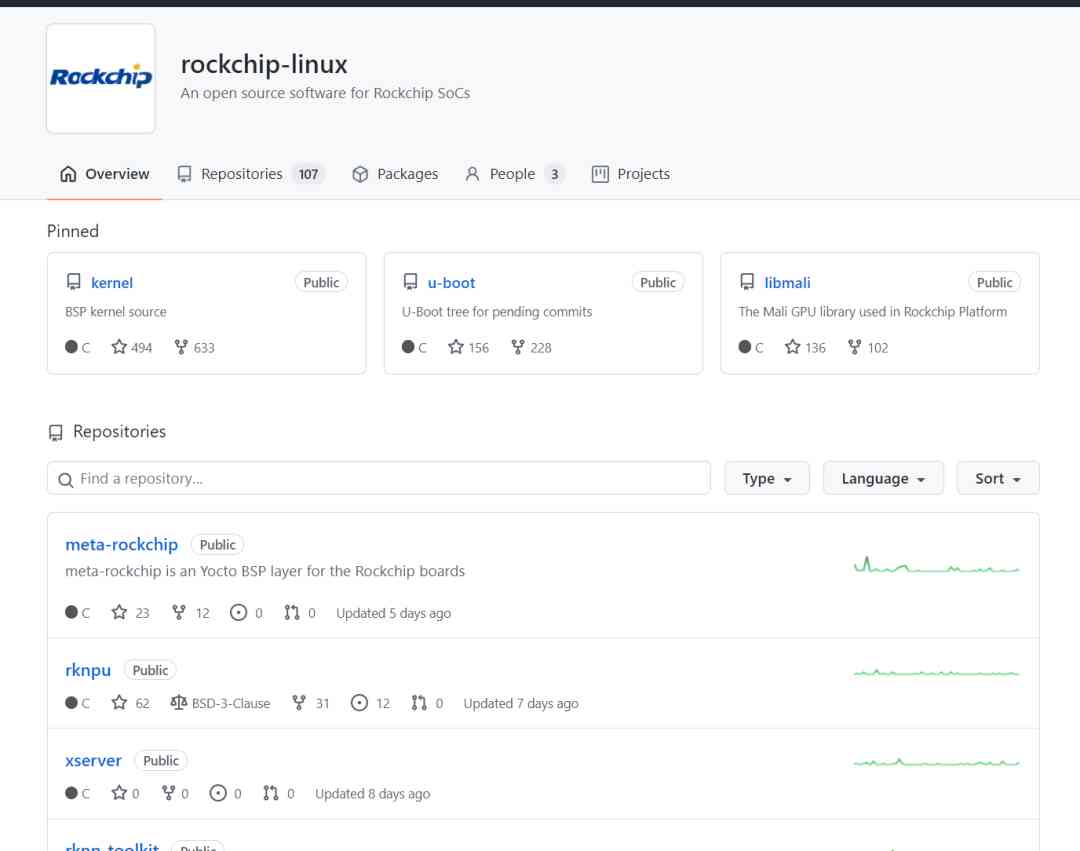 Rockchip
rockchip-linux
An open source software for Rockchip SoCs
Overview Repositories 107 Packages People 3 Projects
Pinned
kernel Public u-boot Public libmali Public
BSP kernel source U-Boot tree for pending commits The Mali GPU library used in Rockchip Platform
C 494 633 C 156 228 C 136 102
Repositories
Find a repository... Type Language Sort
meta-rockchip Public
meta-rockchip is an Yocto BSP layer for the Rockchip boards
C 23 12 0 0 Updated 5 days ago
rknpu Public
C 62 BSD-3-Clause 31 12 0 Updated 7 days ago
xserver Public
C 0 0 0 0 Updated 8 days ago
rknn-toolkit Public